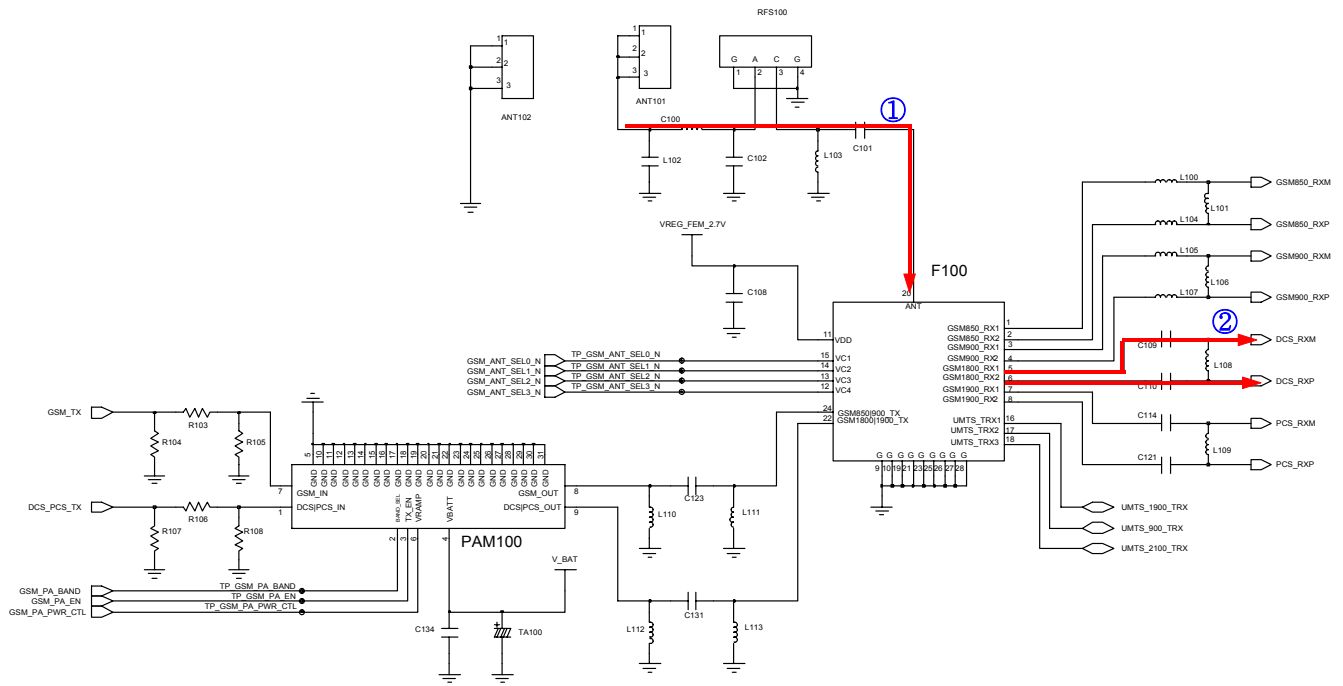 RFS100
G A C G
1 2 3 4
1 1
2 2
3 3
ANT102
1 1
2 2
3 3
ANT101
①
C100
L102
C102
L103
C101
VREG_FEM_2.7V
C108
F100
20
ANT
L100
GSM850_RXM
L101
L104
GSM850_RXP
L105
GSM900_RXM
L106
L107
GSM900_RXP
②
C109
DCS_RXM
L108
C110
DCS_RXP
C114
PCS_RXM
L109
C121
PCS_RXP
11 VDD
15 VC1
14 VC2
13 VC3
12 VC4
24 GSM850|900_TX
22 GSM1800|1900_TX
GSM850_RX1 1
GSM850_RX2 2
GSM900_RX1 3
GSM900_RX2 4
GSM1800_RX1 5
GSM1800_RX2 6
GSM1900_RX1 7
GSM1900_RX2 8
UMTS_TRX1 16
UMTS_TRX2 17
UMTS_TRX3 18
G G G G G G G G G
9 10 19 21 23 25 26 27 28
UMTS_1900_TRX
UMTS_900_TRX
UMTS_2100_TRX
GSM_ANT_SEL0_N TP_GSM_ANT_SEL0_N
GSM_ANT_SEL1_N TP_GSM_ANT_SEL1_N
GSM_ANT_SEL2_N TP_GSM_ANT_SEL2_N
GSM_ANT_SEL3_N TP_GSM_ANT_SEL3_N
GSM_TX
R103
R104
R105
DCS_PCS_TX
R106
R107
R108
5 10 11 12 13 14 15 16 17 18 19 20 21 22 23 24 25 26 27 28 29 30 31
GND GND GND GND GND GND GND GND GND GND GND GND GND GND GND GND GND GND GND GND GND GND GND
7 GSM_IN
1 DCS|PCS_IN
GSM_OUT 8
DCS|PCS_OUT 9
BAND_SEL TX_EN VRAMP VBATT
2 3 6 4
PAM100
C123
L110
L111
V_BAT
GSM_PA_BAND TP_GSM_PA_BAND
GSM_PA_EN TP_GSM_PA_EN
GSM_PA_PWR_CTL TP_GSM_PA_PWR_CTL
C134
+
TA100
C131
L112
L113